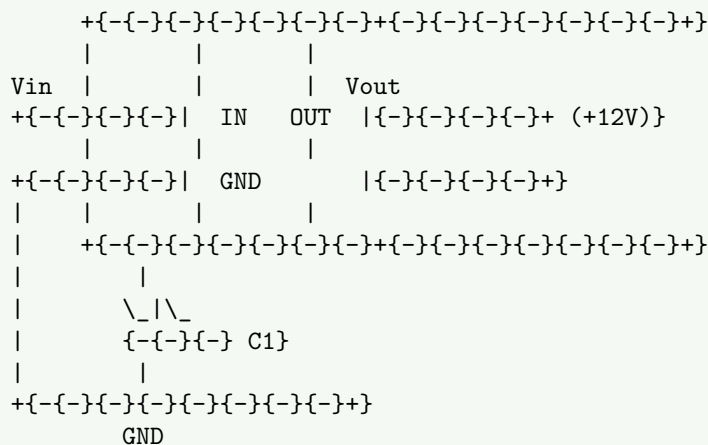 +{-{-}{-}{-}{-}{-}{-}+{-}{-}{-}{-}{-}{-}{-}+}
| | |
Vin | | | Vout
+{-{-}{-}{-}| IN OUT |{-}{-}{-}{-}+ (+12V)}
| | |
+{-{-}{-}{-}| GND |{-}{-}{-}{-}+}
| | | |
| +{-{-}{-}{-}{-}{-}{-}+{-}{-}{-}{-}{-}{-}{-}+}
| |
| \_|\_
| {-{-}{-} C1}
| |
+{-{-}{-}{-}{-}{-}{-}{-}+}
GND